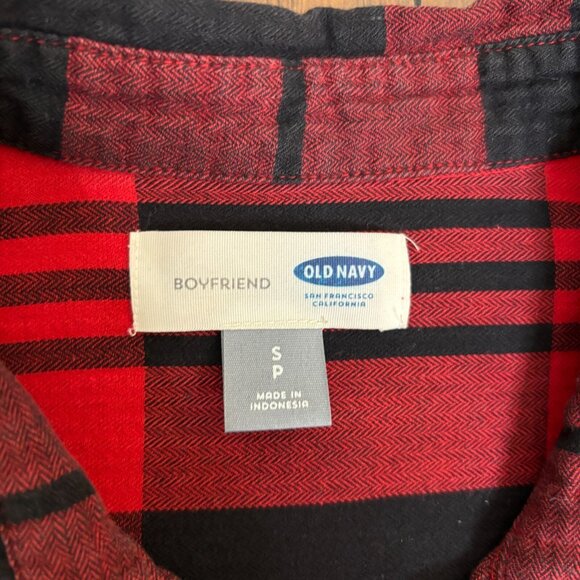 BOYFRIEND
OLD NAVY
SAN FRANCISCO
CALIFORNIA
S
P
MADE IN
INDONESIA